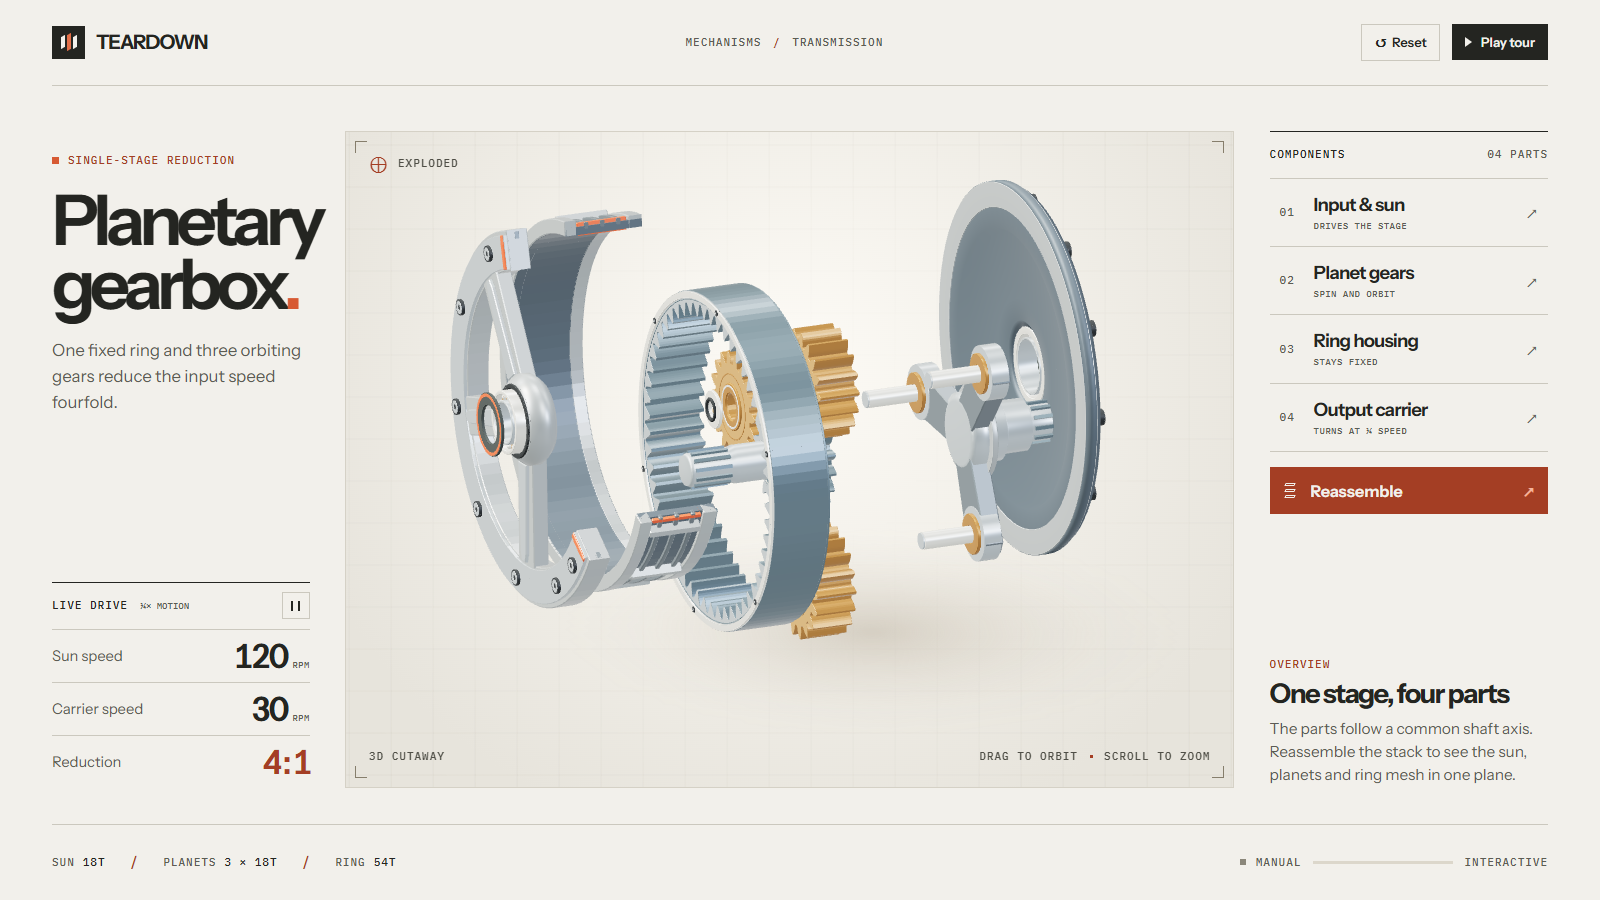 TEARDOWN
MECHANISMS / TRANSMISSION
↺ Reset
Play tour
SINGLE-STAGE REDUCTION
Planetary
gearbox.
One fixed ring and three orbiting
gears reduce the input speed
fourfold.
LIVE DRIVE
MOTION
Sun speed 120 RPM
Carrier speed 30 RPM
Reduction 4:1
EXPLODED
3D CUTAWAY
DRAG TO ORBIT ▪ SCROLL TO ZOOM
COMPONENTS 04 PARTS
01 Input & sun ↗
DRIVES THE STAGE
02 Planet gears ↗
SPIN AND ORBIT
03 Ring housing ↗
STAYS FIXED
04 Output carrier ↗
TURNS AT ¼ SPEED
Reassemble ↗
OVERVIEW
One stage, four parts
The parts follow a common shaft axis.
Reassemble the stack to see the sun,
planets and ring mesh in one plane.
SUN 18T / PLANETS 3 × 18T / RING 54T
MANUAL
INTERACTIVE